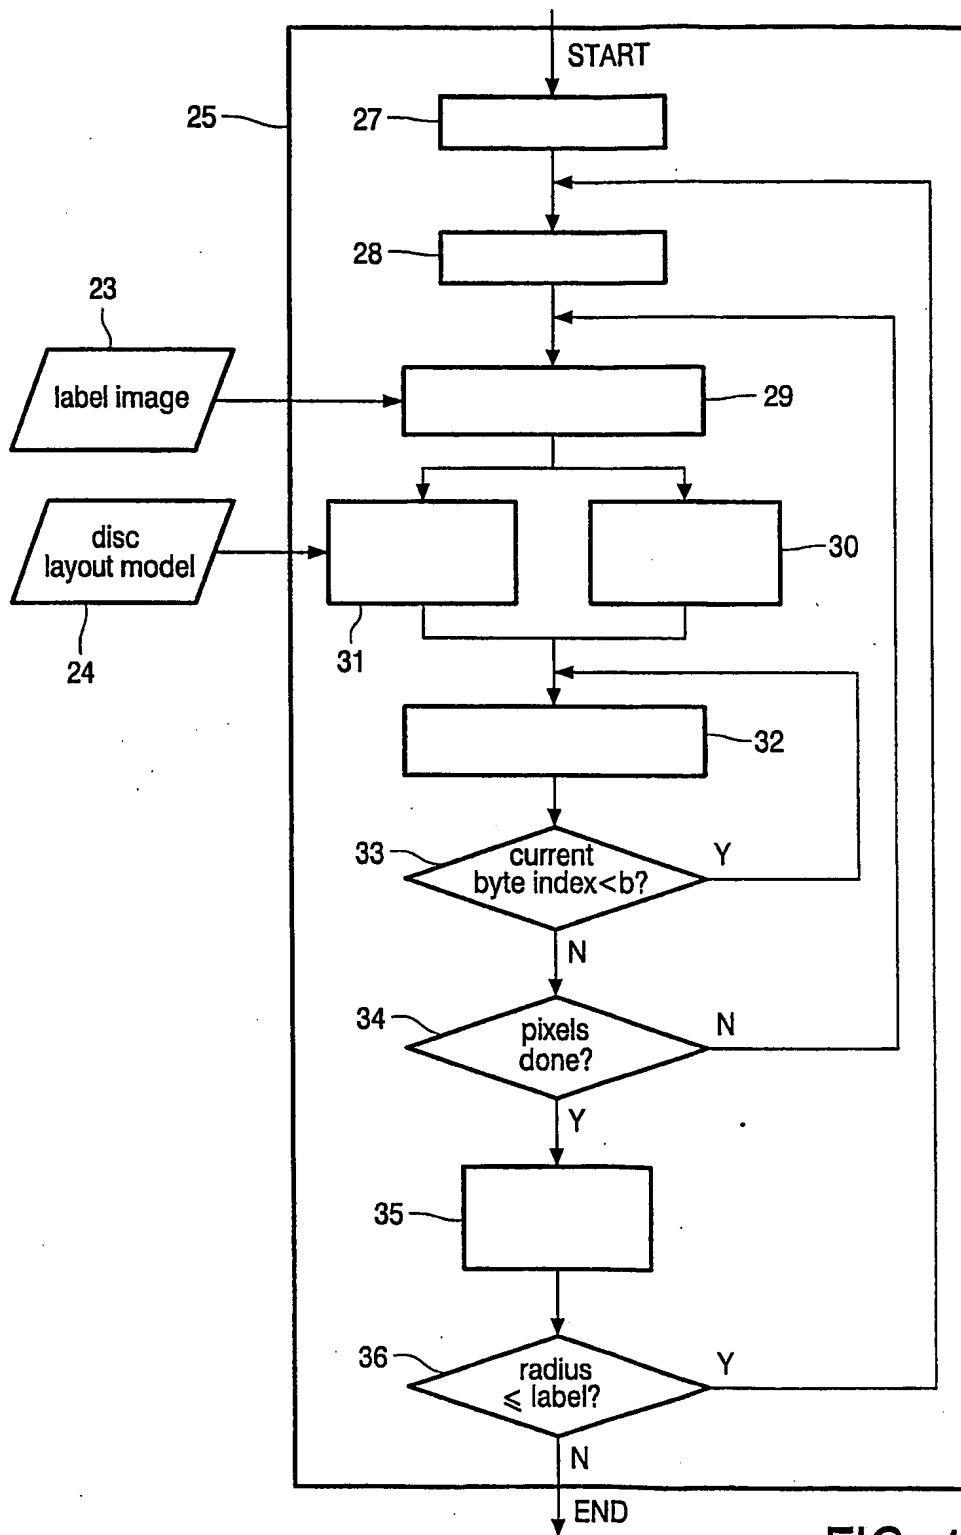 START
25
27
28
23
label image
29
disc
layout model
30
31
24
32
33
current
byte index<b?
Y
N
34
pixels
done?
N
Y
35
36
radius
⩽ label?
Y
N
END